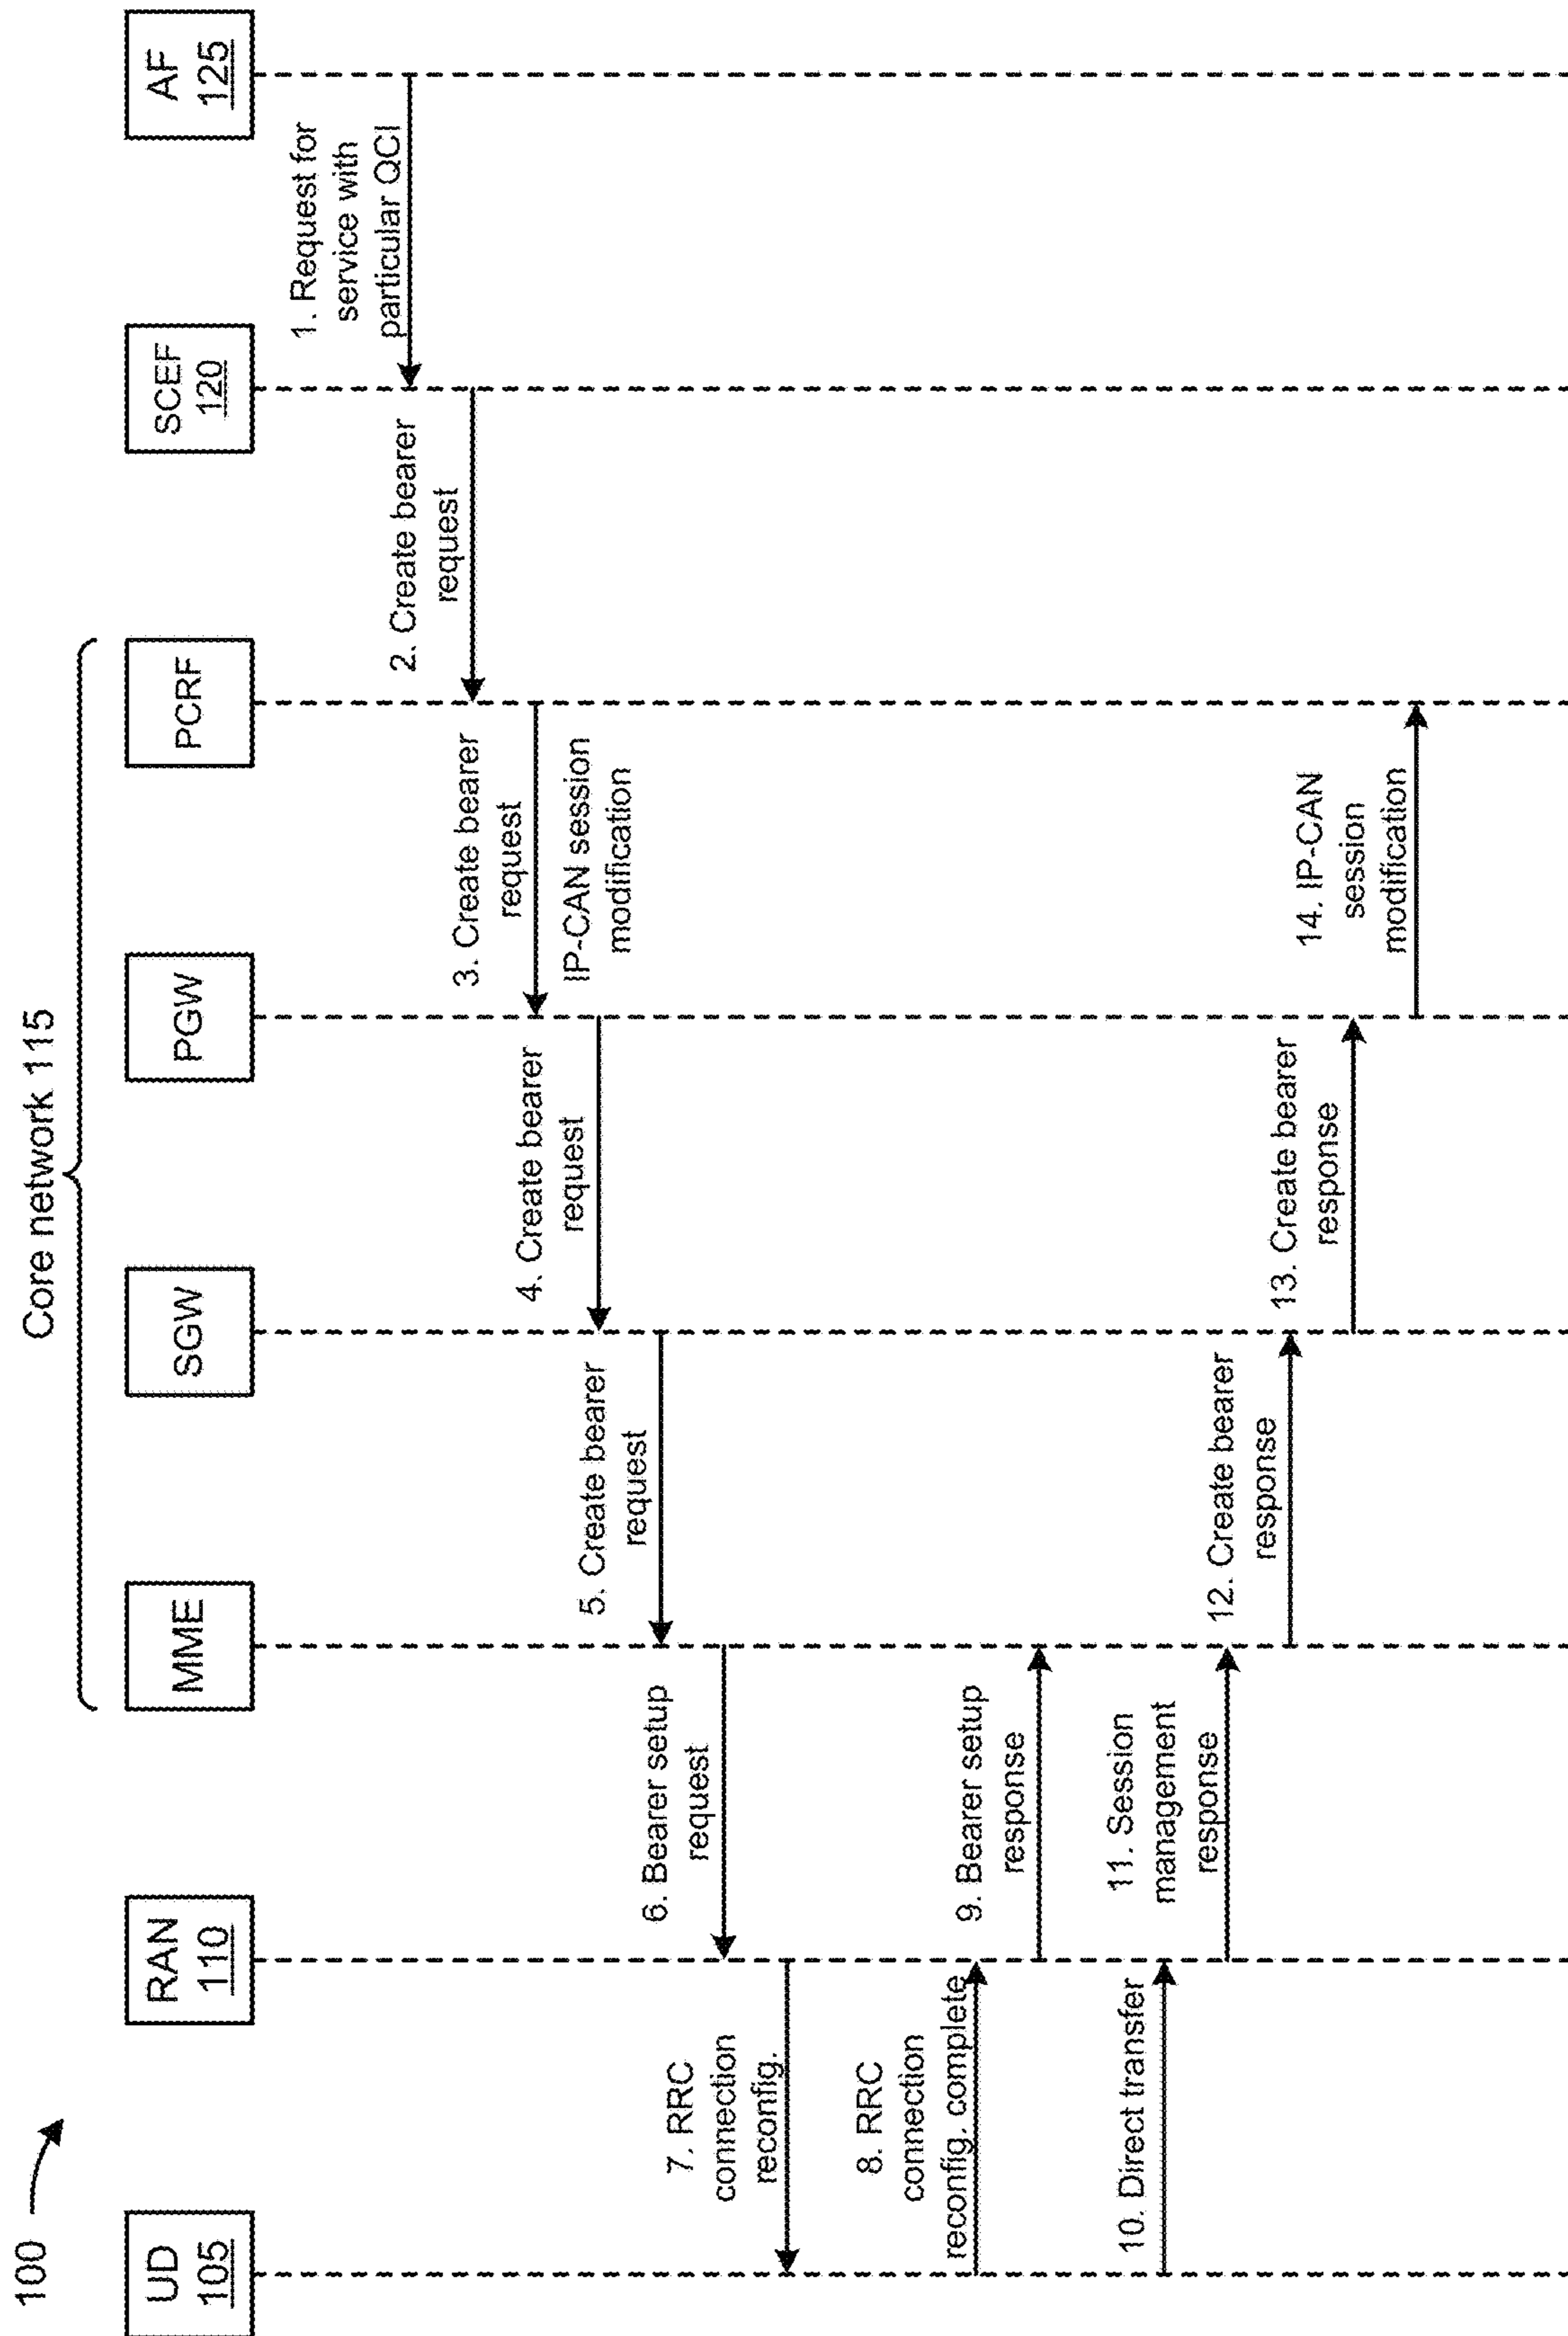 100
Core network 115
UD
105
RAN
110
MME
SGW
PGW
PCRF
SCEF
120
AF
125
1. Request for
service with
particular QCI
2. Create bearer
request
3. Create bearer
request
IP-CAN session
modification
4. Create bearer
request
5. Create bearer
request
6. Bearer setup
request
7. RRC
connection
reconfig.
8. RRC
connection
reconfig. complete
9. Bearer setup
response
10. Direct transfer
11. Session
management
response
12. Create bearer
response
13. Create bearer
response
14. IP-CAN
session
modification